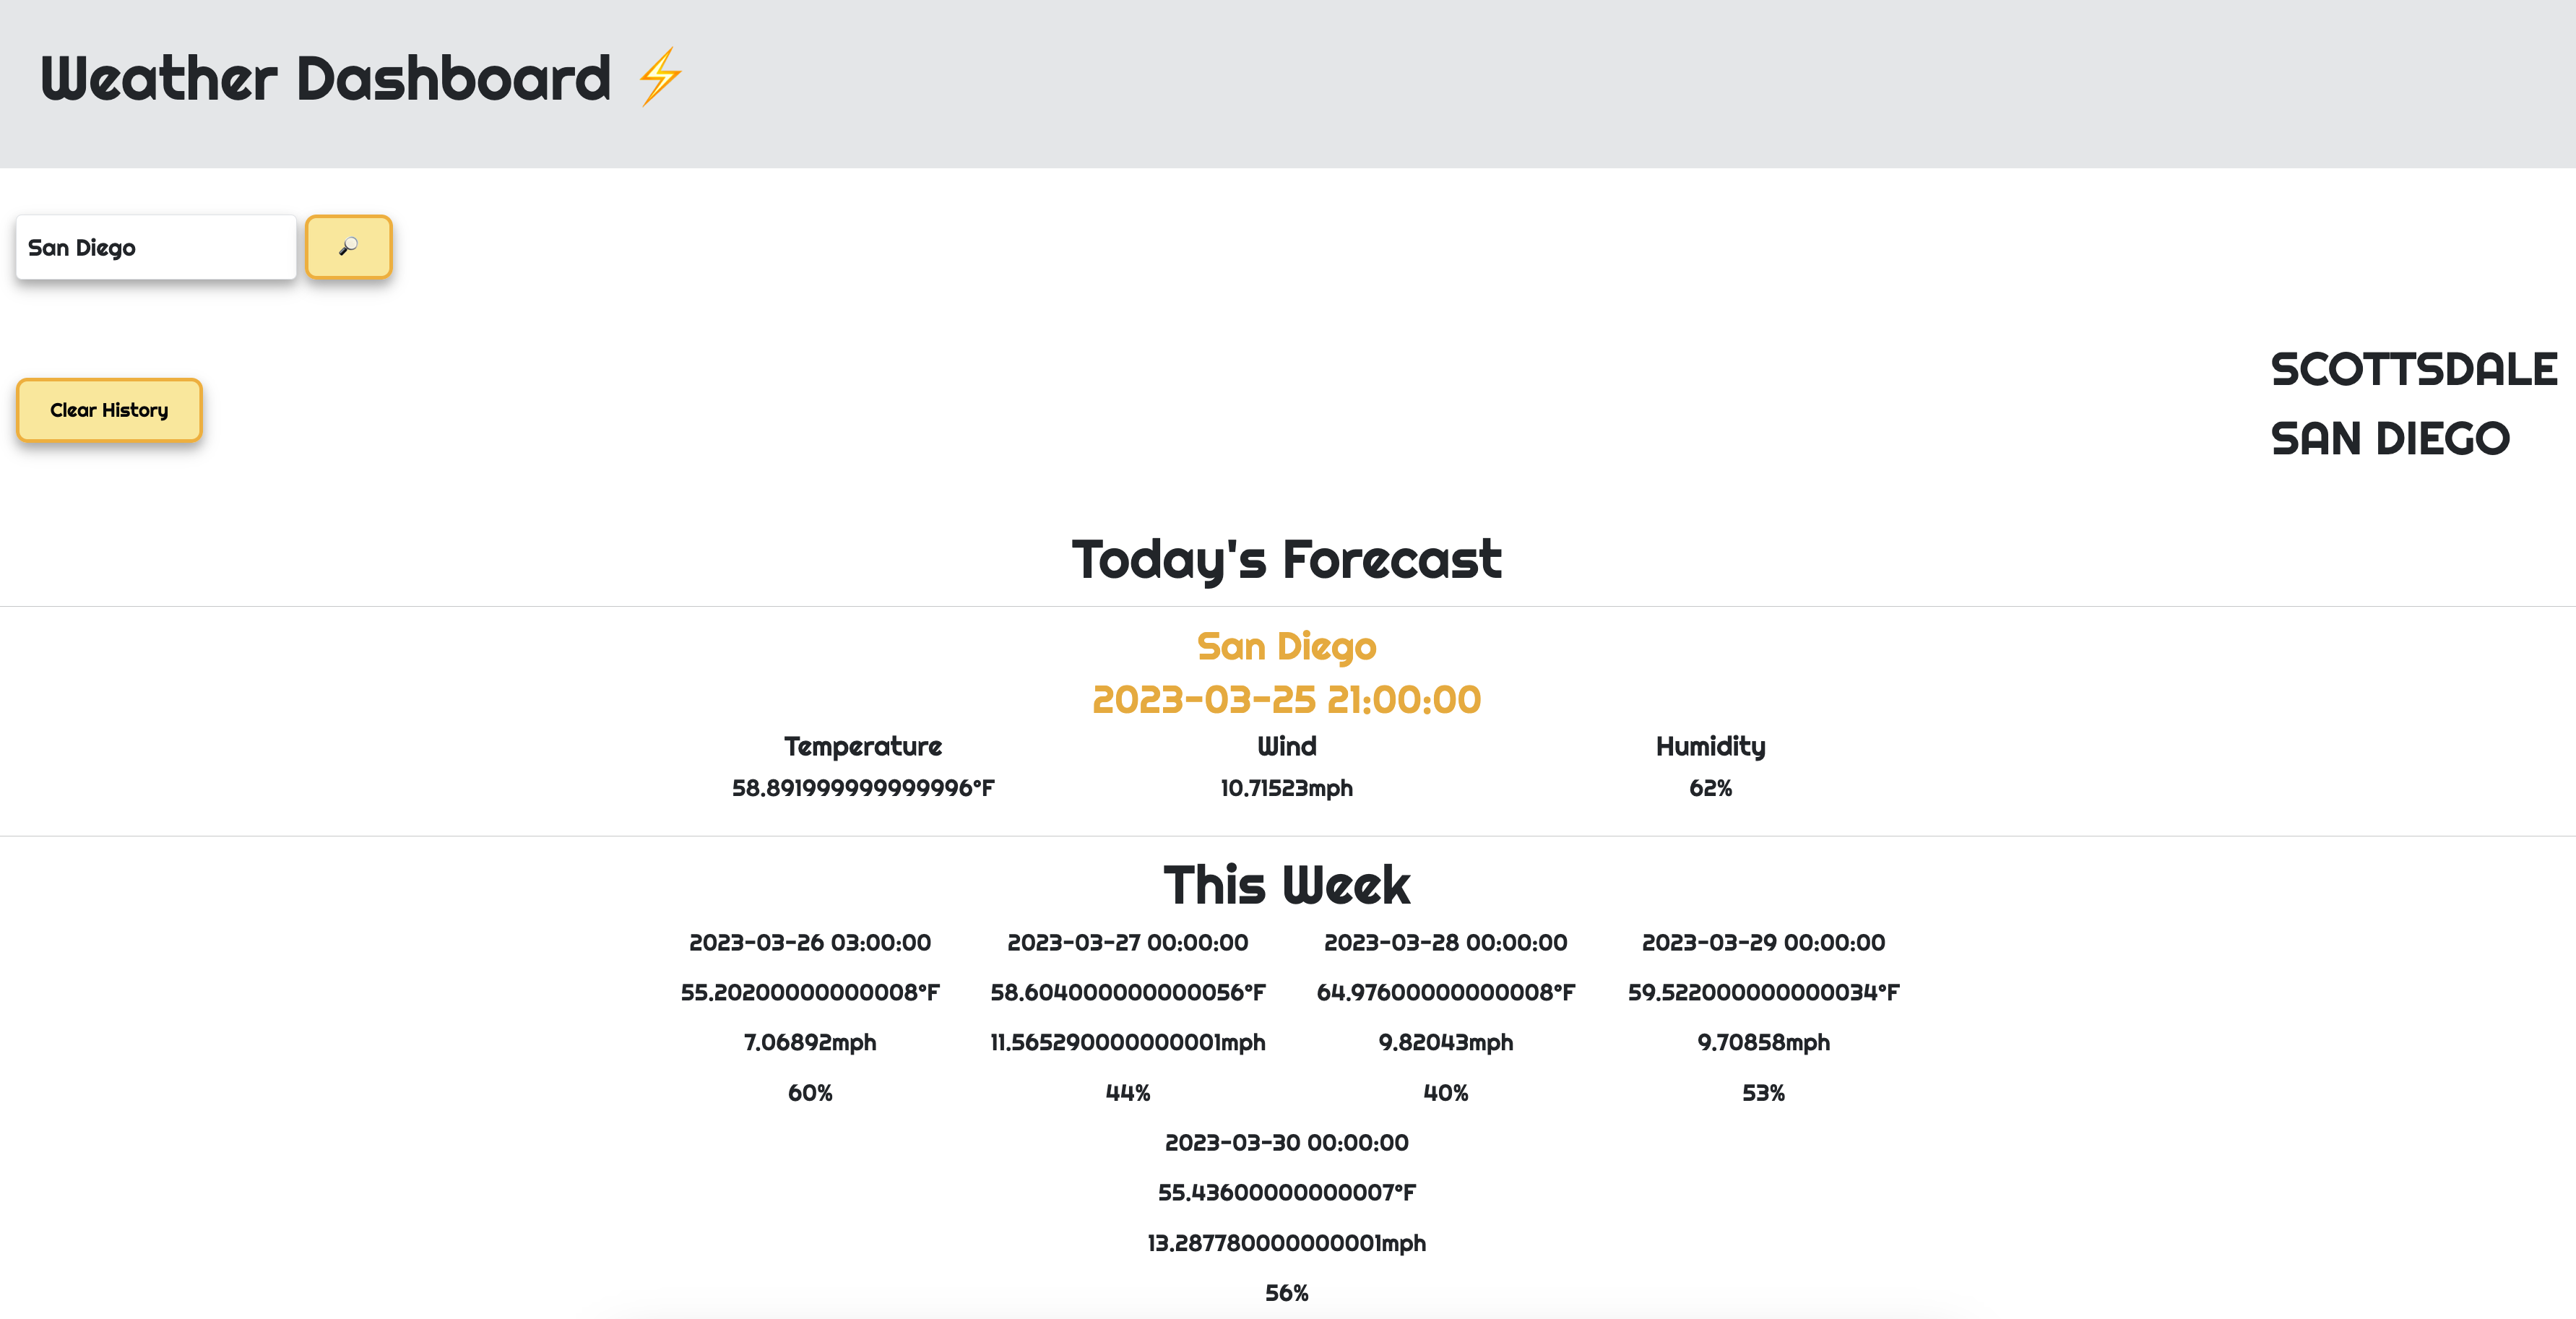 Weather Dashboard ⚡
San Diego
🔎
Clear History
SCOTTSDALE
SAN DIEGO
Today's Forecast
San Diego
2023-03-25 21:00:00
Temperature Wind Humidity
58.891999999999996°F 10.71523mph 62%
This Week
2023-03-26 03:00:00 2023-03-27 00:00:00 2023-03-28 00:00:00 2023-03-29 00:00:00
55.20200000000008°F 58.604000000000056°F 64.97600000000008°F 59.522000000000034°F
7.06892mph 11.565290000000001mph 9.82043mph 9.70858mph
60% 44% 40% 53%
2023-03-30 00:00:00
55.43600000000007°F
13.287780000000001mph
56%